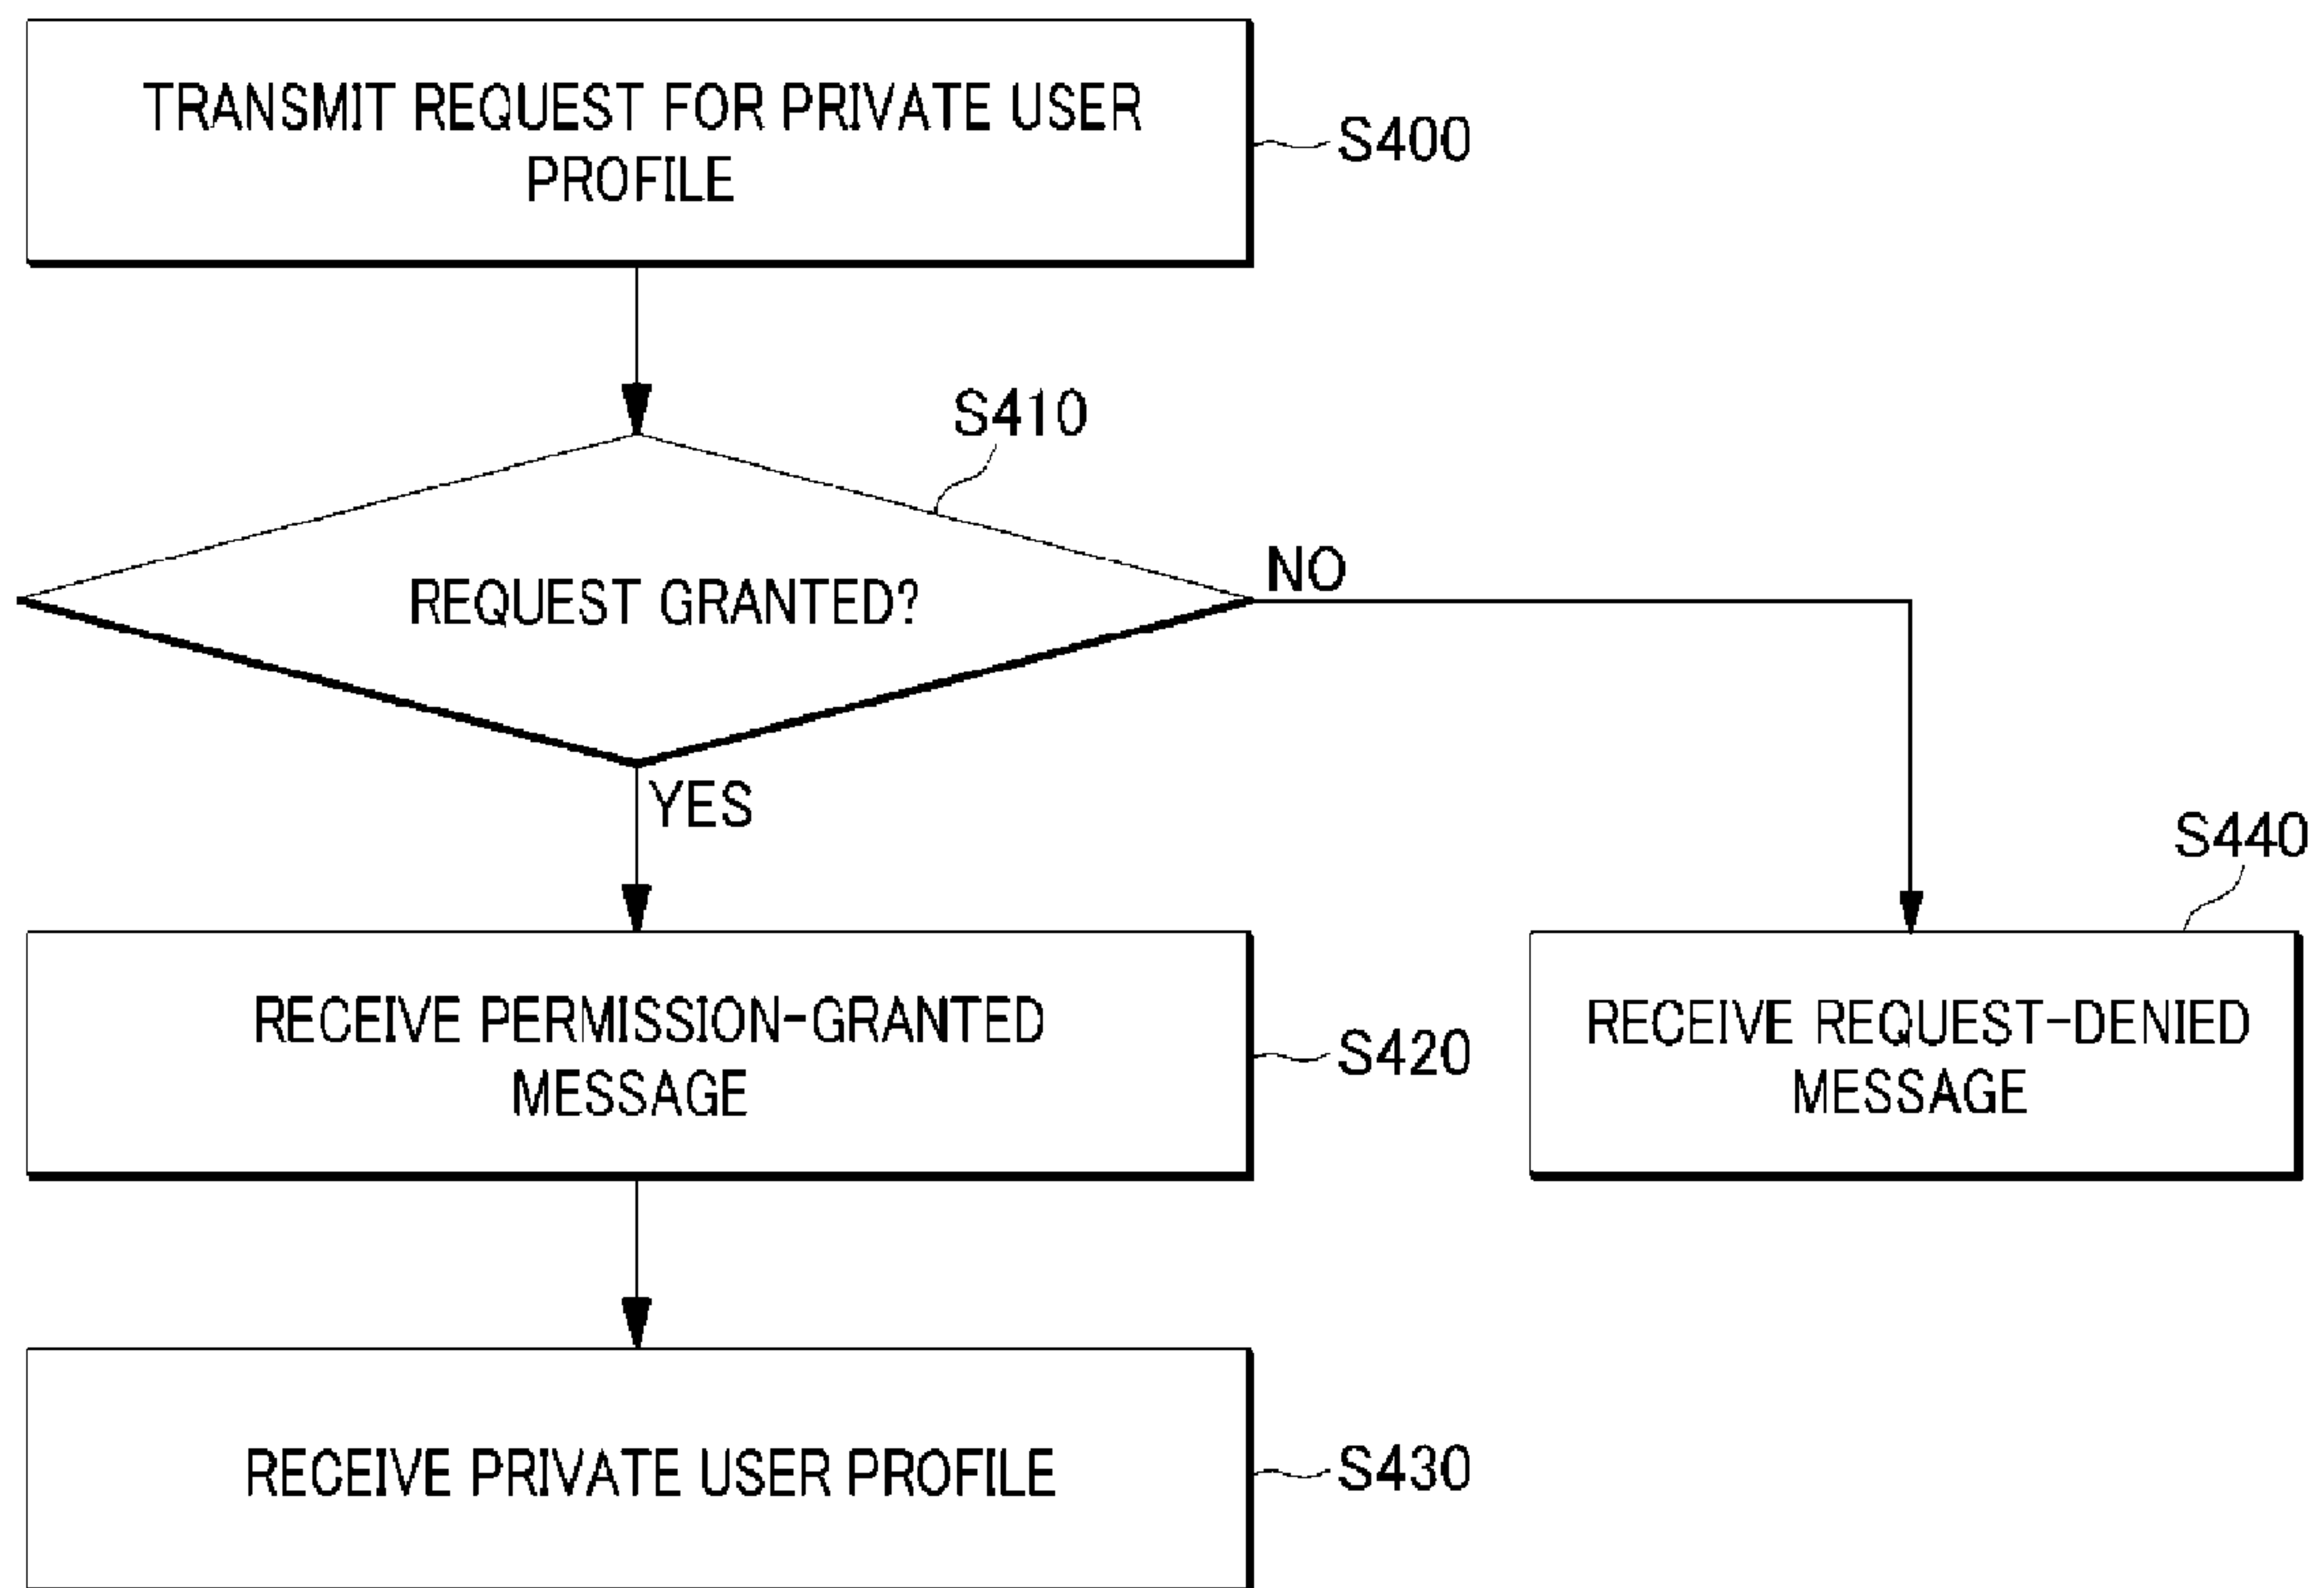 TRANSMIT REQUEST FOR PRIVATE USER
PROFILE
S400
S410
REQUEST GRANTED?
NO
YES
S440
RECEIVE PERMISSION-GRANTED
MESSAGE
S420
RECEIVE REQUEST-DENIED
MESSAGE
RECEIVE PRIVATE USER PROFILE
S430